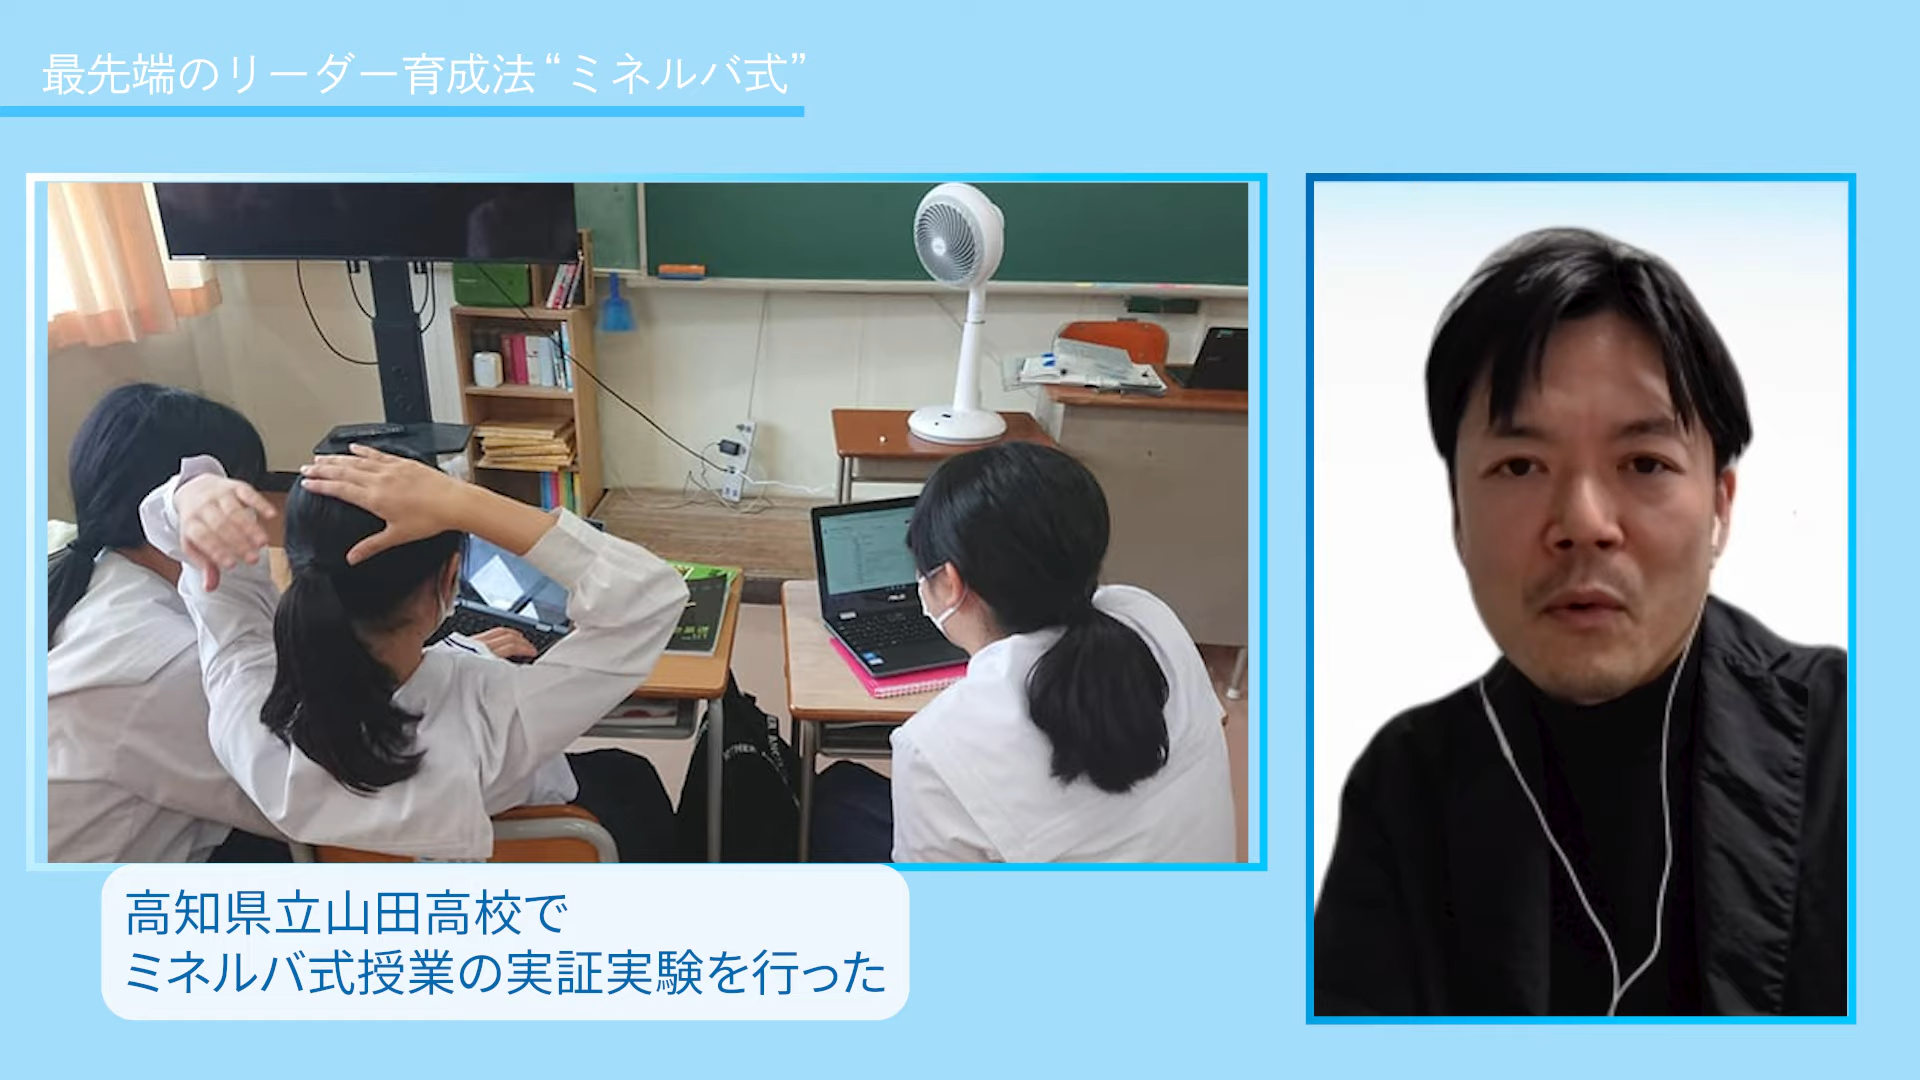 最先端のリーダー育成法“ミネルバ式”
高知県立山田高校で
ミネルバ式授業の実証実験を行った